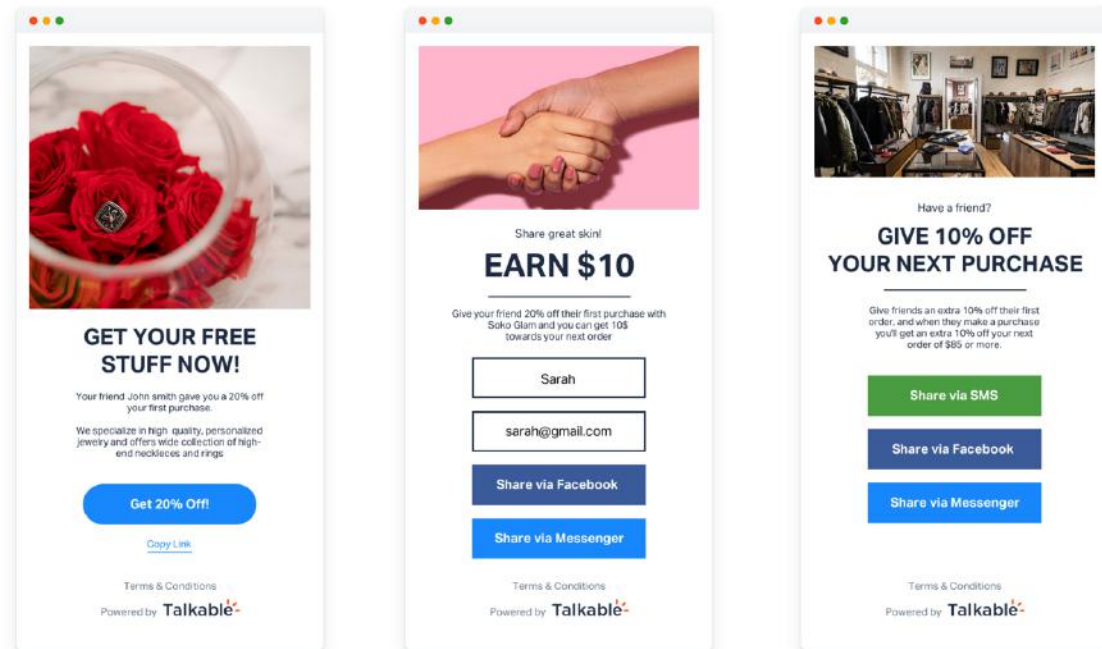 GET YOUR FREE
STUFF NOW!
Your friend John smith gave you a 20% off
your first purchase.
We specialize in high quality, personalized
jewelry and offers wide collection of high-
end neckleces and rings
Get 20% Off!
Copy Link
Terms & Conditions
Powered by Talkable
Share great skin!
EARN $10
Give your friend 20% off their first purchase with
Soko Glam and you can get 10$
towards your next order
Sarah
sarah@gmail.com
Share via Facebook
Share via Messenger
Terms & Conditions
Powered by Talkable
Have a friend?
GIVE 10% OFF
YOUR NEXT PURCHASE
Give friends an extra 10% off their first
order, and when they make a purchase
you'll get an extra 10% off your next
order of $85 or more.
Share via SMS
Share via Facebook
Share via Messenger
Terms & Conditions
Powered by Talkable